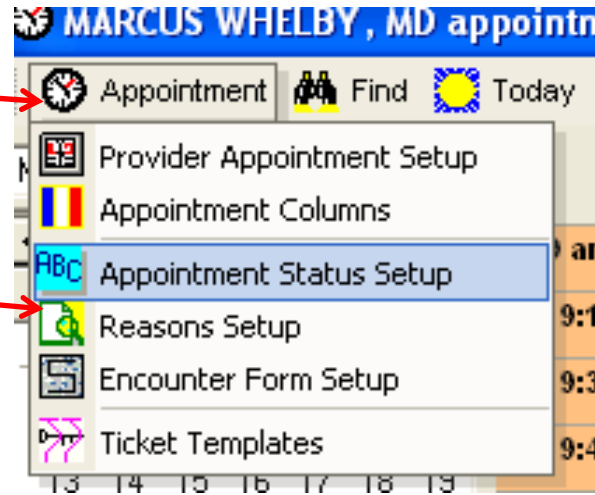 MARCUS WHELBY , MD appointm
Appointment Find Today
Provider Appointment Setup
Appointment Columns
ABC Appointment Status Setup
Reasons Setup
9:1
Encounter Form Setup
9:3
Ticket Templates
9:4
13 14 15 16 17 18 19